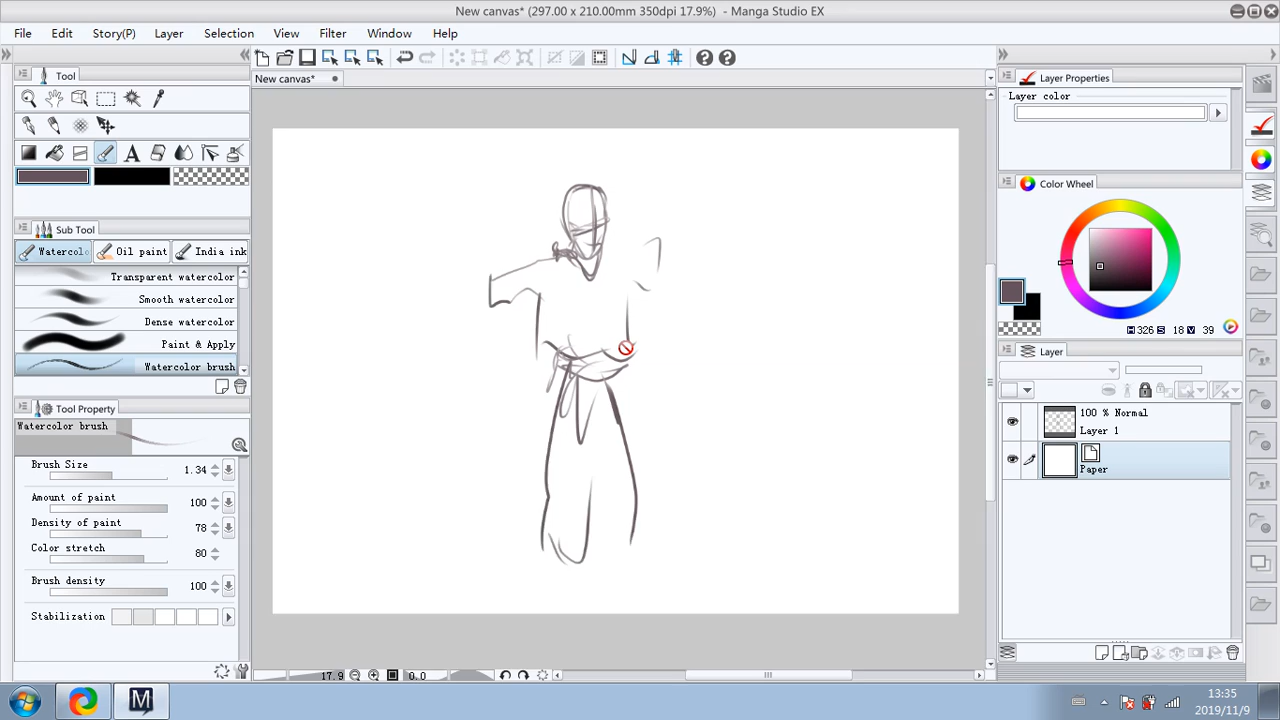 New canvas* (297.00 x 210.00mm 350dpi 17.9%) - Manga Studio EX
File Edit Story(P) Layer Selection View Filter Window Help
Tool
New canvas*
Layer Properties
Layer color
Color Wheel
Sub Tool
Watercolo Oil paint India ink
Transparent watercolor
Smooth watercolor
Dense watercolor
Paint & Apply
Watercolor brush
H 326 S 18 V 39
Layer
Tool Property
Watercolor brush
100 % Normal
Layer 1
Paper
Brush Size 1.34
Amount of paint 100
Density of paint 78
Color stretch 80
Brush density 100
Stabilization
17.9 0.0
M
13:35
2019/11/9